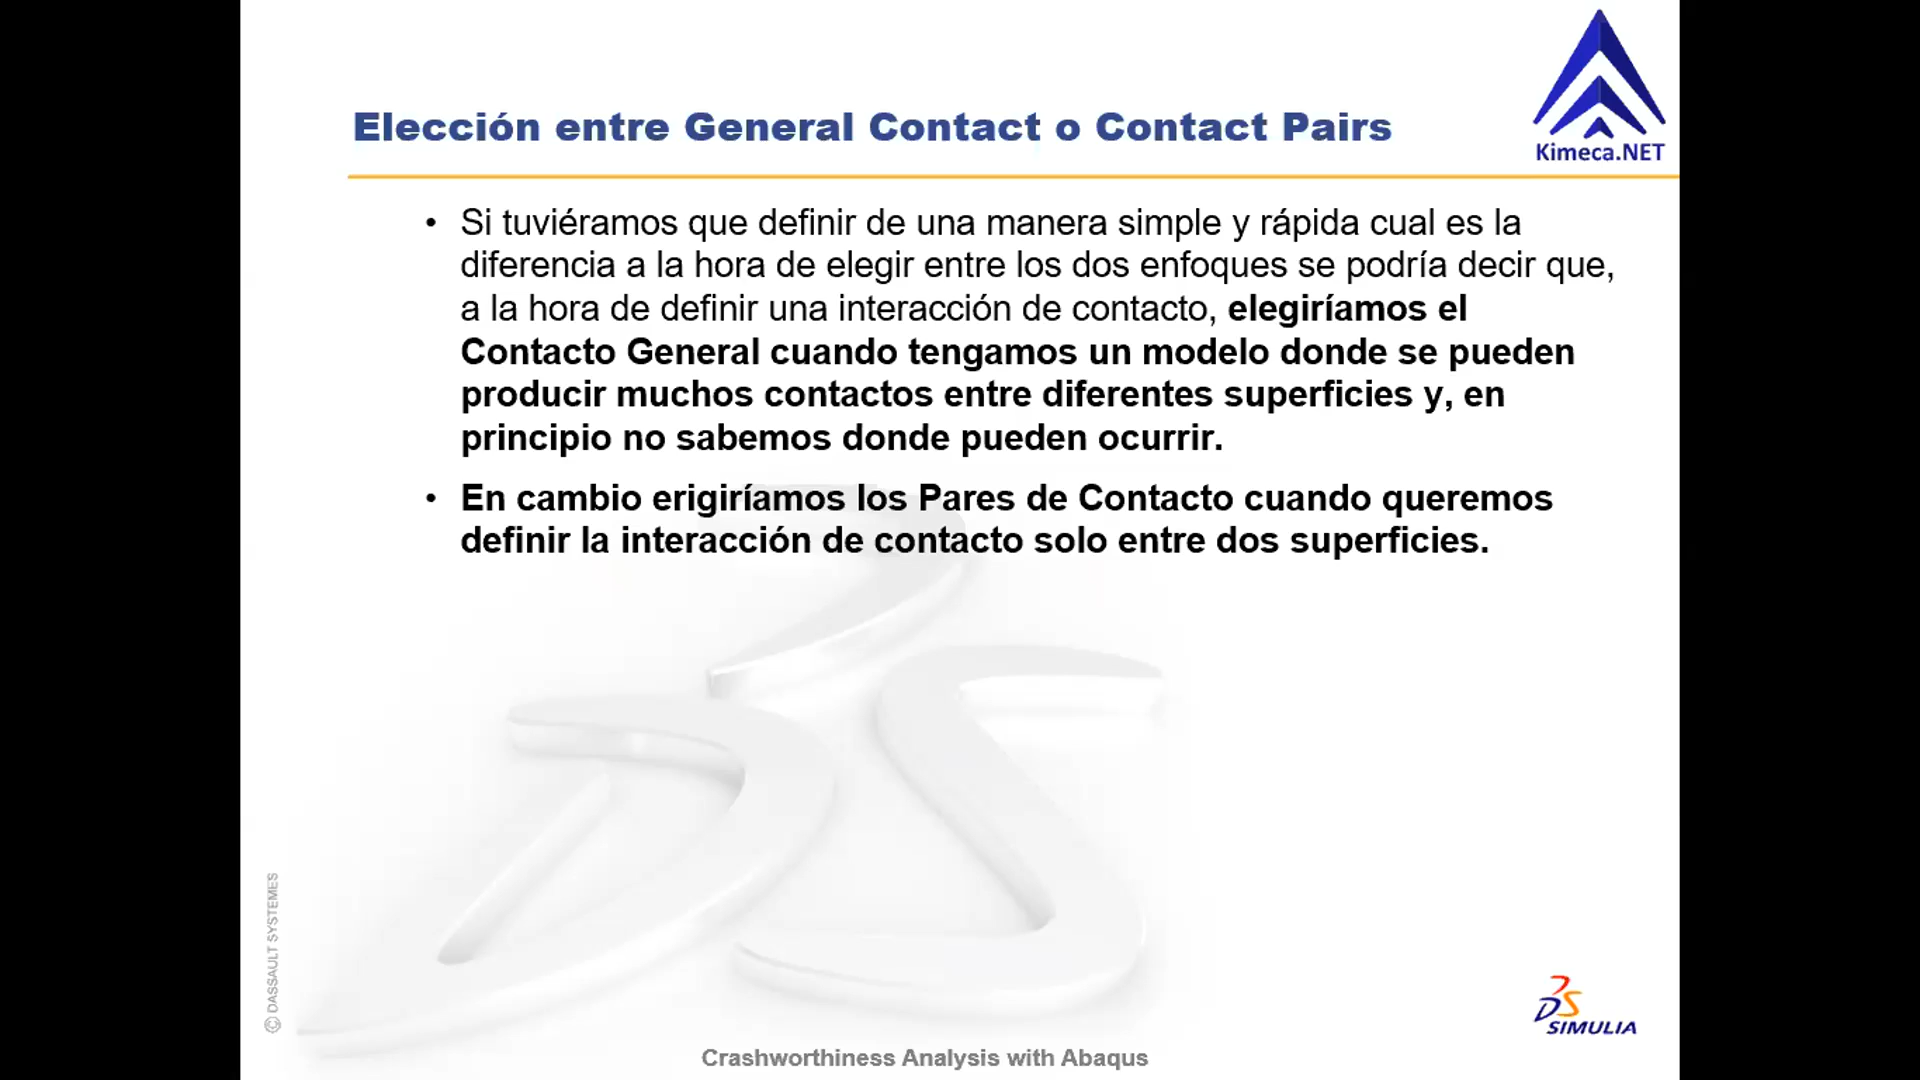 Kimeca.NET
Elección entre General Contact o Contact Pairs
• Si tuviéramos que definir de una manera simple y rápida cual es la
diferencia a la hora de elegir entre los dos enfoques se podría decir que,
a la hora de definir una interacción de contacto, elegiríamos el
Contacto General cuando tengamos un modelo donde se pueden
producir muchos contactos entre diferentes superficies y, en
principio no sabemos donde pueden ocurrir.
• En cambio erigiríamos los Pares de Contacto cuando queremos
definir la interacción de contacto solo entre dos superficies.
© DASSAULT SYSTEMES
DS
SIMULIA
Crashworthiness Analysis with Abaqus